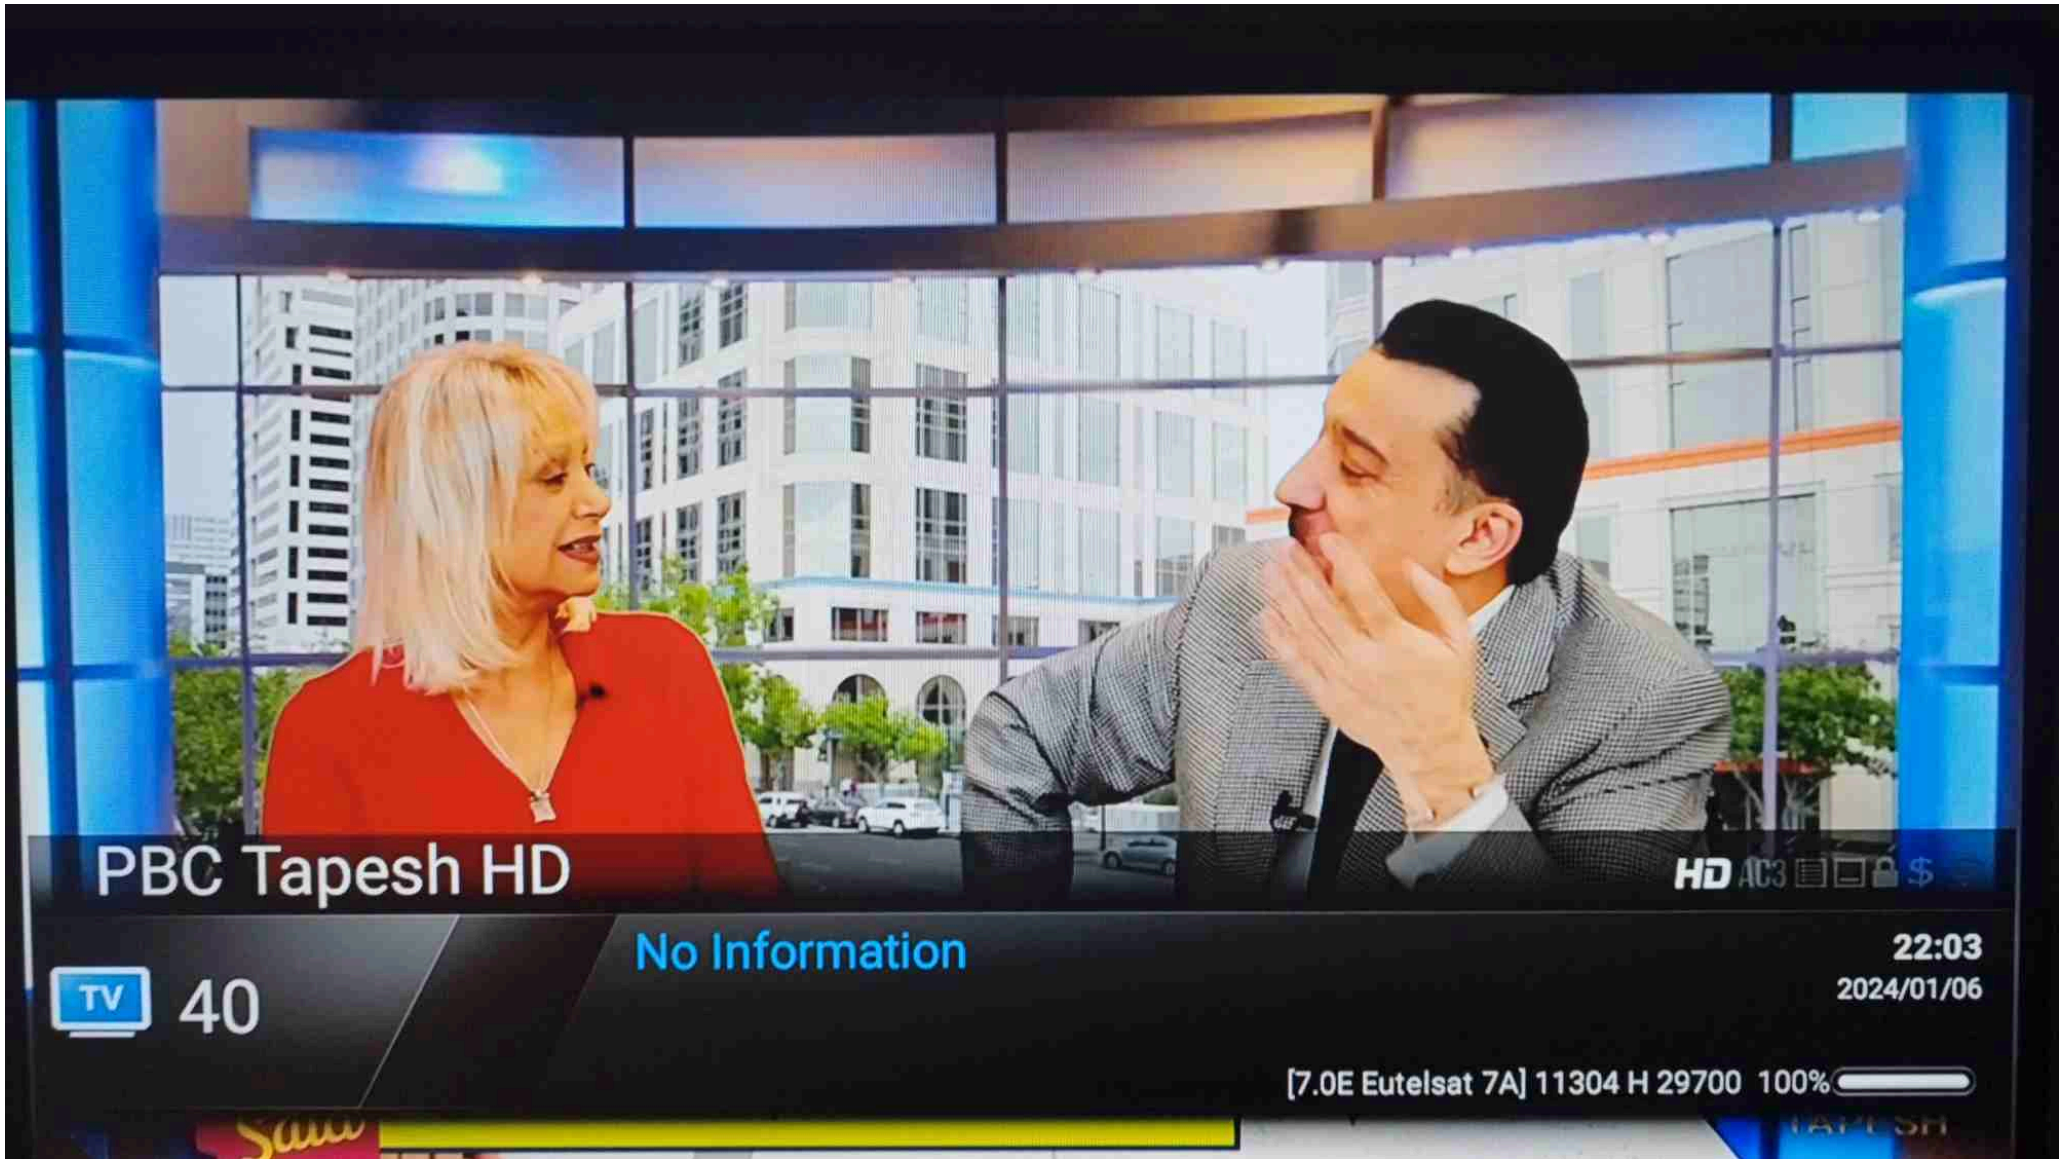 PBC Tapesh HD
HD AC3 $
No Information
22:03
TV 40
2024/01/06
[7.0E Eutelsat 7A] 11304 H 29700 100%
TAPESH